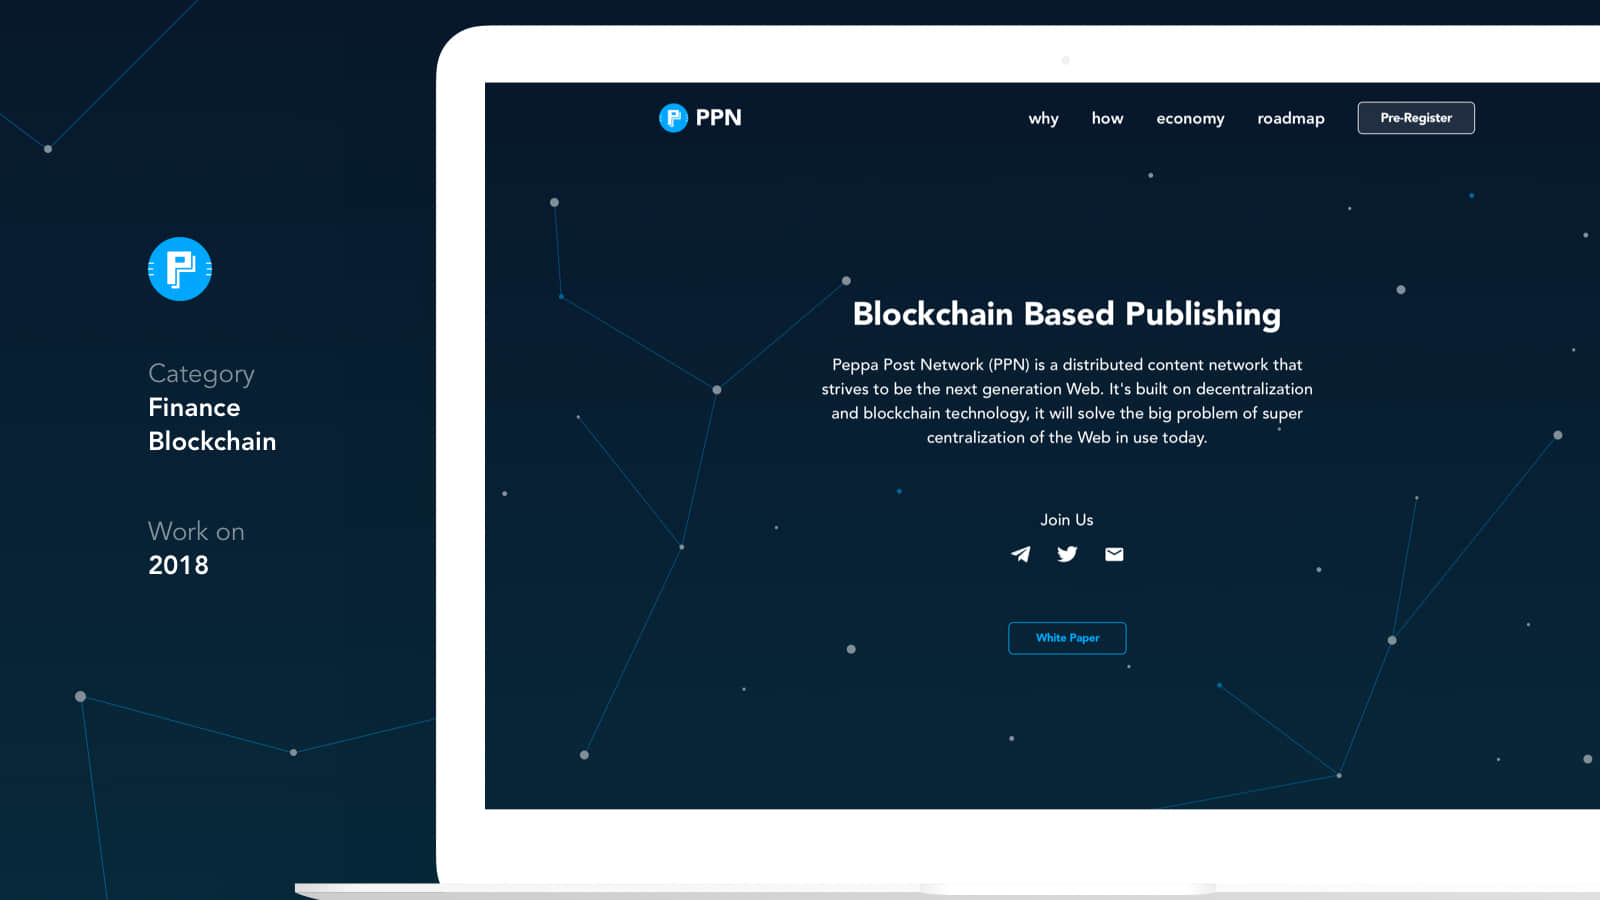 Category
Finance
Blockchain
Work on
2018
PPN
why how economy roadmap Pre-Register
Blockchain Based Publishing
Peppa Post Network (PPN) is a distributed content network that
strives to be the next generation Web. It's built on decentralization
and blockchain technology, it will solve the big problem of super
centralization of the Web in use today.
Join Us
White Paper